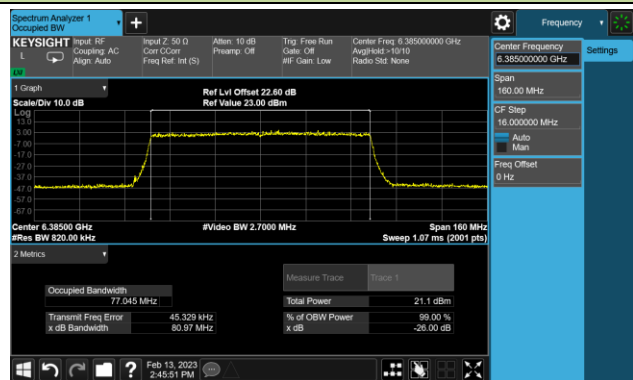 Spectrum Analyzer 1
Occupied BW
Frequency
KEYSIGHT
L
Input: RF
Coupling: AC
Align: Auto
Input Z: 50 Ω
Corr CCorr
Freq Ref: Int (S)
Atten: 10 dB
Preamp: Off
Trig: Free Run
Gate: Off
#IF Gain: Low
Center Freq: 6.385000000 GHz
Avg|Hold:>10/10
Radio Std: None
LV
Center Frequency
6.385000000 GHz
Settings
Span
160.00 MHz
CF Step
16.000000 MHz
Auto
Man
Freq Offset
0 Hz
1 Graph
Scale/Div 10.0 dB
Ref Lvl Offset 22.60 dB
Ref Value 23.00 dBm
Log
13.0
3.00
-7.00
-17.0
-27.0
-37.0
-47.0
-57.0
-67.0
Center 6.38500 GHz
#Video BW 2.7000 MHz
Span 160 MHz
#Res BW 820.00 kHz
Sweep 1.07 ms (2001 pts)
2 Metrics
Measure Trace
Trace 1
Occupied Bandwidth
77.045 MHz
Total Power
21.1 dBm
Transmit Freq Error
45.329 kHz
% of OBW Power
99.00 %
x dB Bandwidth
80.97 MHz
x dB
-26.00 dB
?
Feb 13, 2023
2:45:51 PM